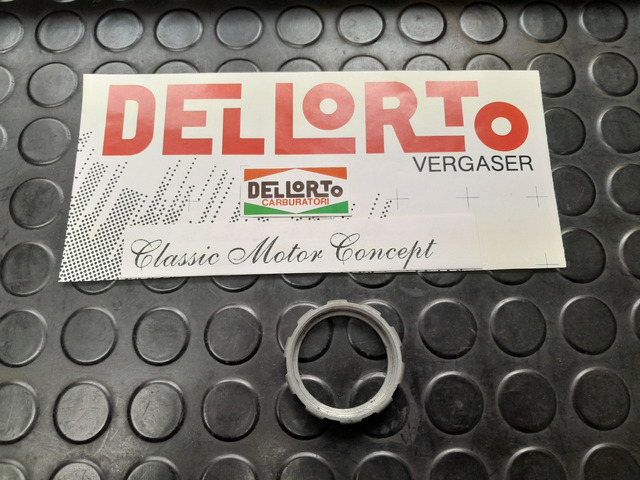 DELLORTO
VERGASER
DELLORTO
CARBURATORI
Classic Motor Concept